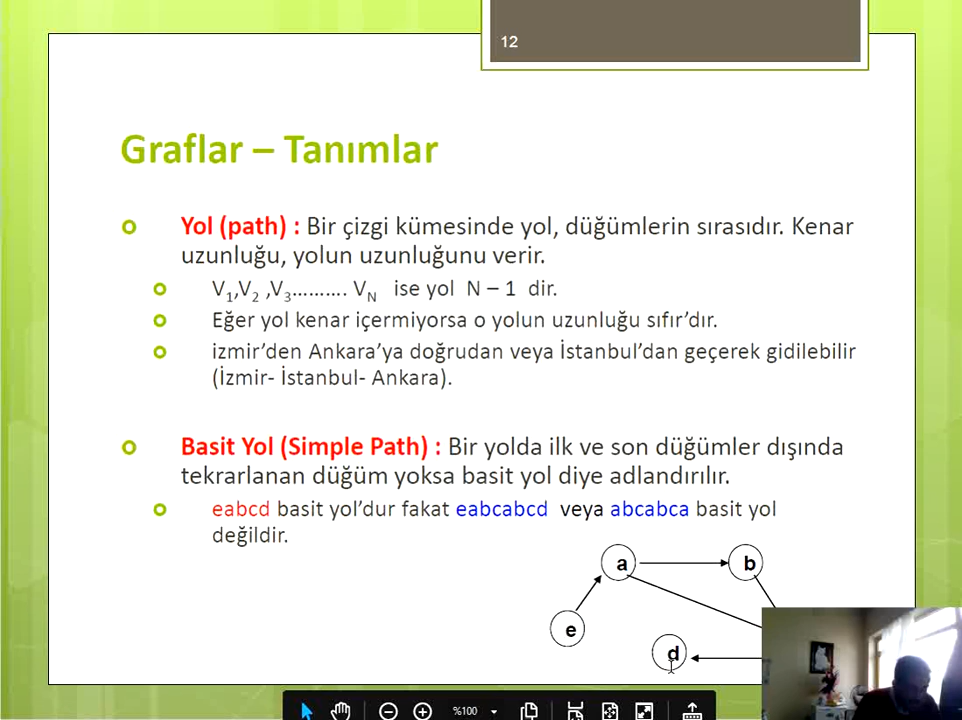 12
Graflar – Tanımlar
Yol (path) : Bir çizgi kümesinde yol, düğümlerin sırasıdır. Kenar
uzunluğu, yolun uzunluğunu verir.
V1,V2 ,V3………. VN ise yol N – 1 dir.
Eğer yol kenar içermiyorsa o yolun uzunluğu sıfır’dır.
izmir’den Ankara’ya doğrudan veya İstanbul’dan geçerek gidilebilir
(İzmir- İstanbul- Ankara).
Basit Yol (Simple Path) : Bir yolda ilk ve son düğümler dışında
tekrarlanan düğüm yoksa basit yol diye adlandırılır.
eabcd basit yol’dur fakat eabcabcd veya abcabca basit yol
değildir.
a b
e
d
%100